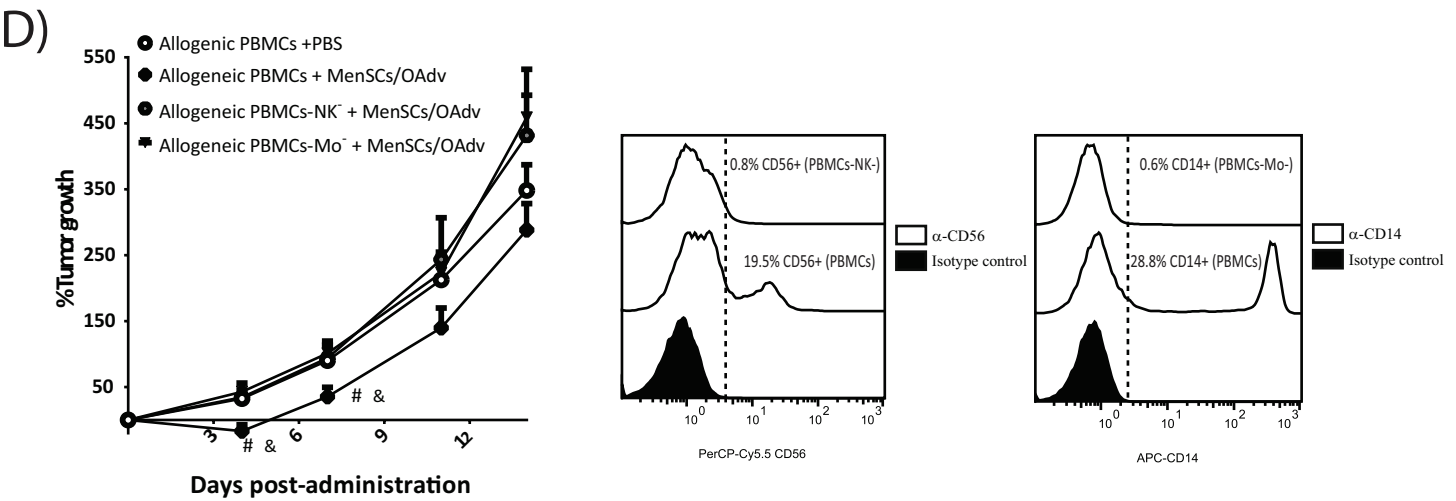 D)
Allogenic PBMCs +PBS
Allogeneic PBMCs + MenSCs/OAdv
Allogeneic PBMCs-NK⁻ + MenSCs/OAdv
Allogeneic PBMCs-Mo⁻ + MenSCs/OAdv
550
450
350
250
150
50
%Tumor growth
# &
# &
3
6
9
12
Days post-administration
0.8% CD56+ (PBMCs-NK-)
19.5% CD56+ (PBMCs)
10⁰ 10¹ 10² 10³
PerCP-Cy5.5 CD56
α-CD56
Isotype control
0.6% CD14+ (PBMCs-Mo-)
28.8% CD14+ (PBMCs)
10⁰ 10¹ 10² 10³
APC-CD14
α-CD14
Isotype control